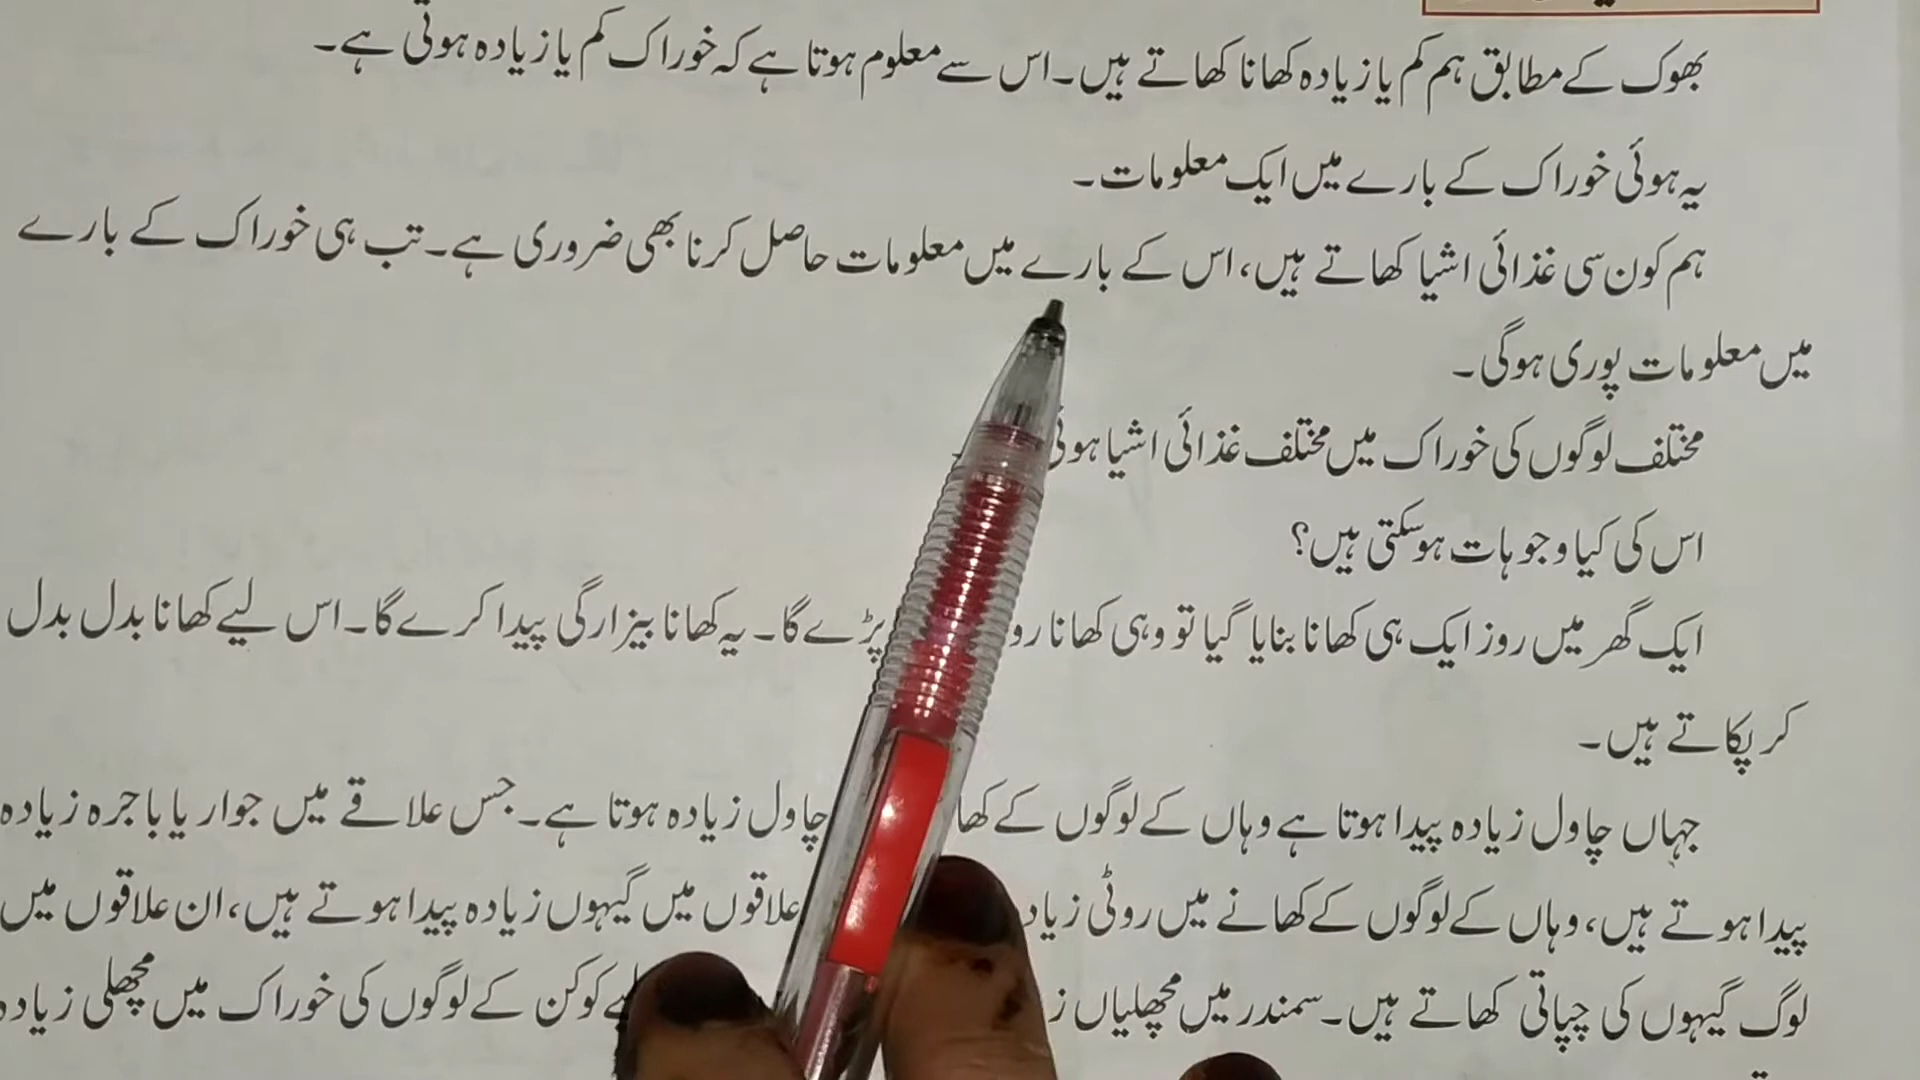 بھوک کے مطابق ہم کم یا زیادہ کھانا کھاتے ہیں۔ اس سے معلوم ہوتا ہے کہ خوراک کم یا زیادہ ہوتی ہے۔
یہ ہوئی خوراک کے بارے میں ایک معلومات۔
ہم کون سی غذائی اشیا کھاتے ہیں، اس کے بارے میں معلومات حاصل کرنا بھی ضروری ہے۔ تب ہی خوراک کے بارے
میں معلومات پوری ہوگی۔
مختلف لوگوں کی خوراک میں مختلف غذائی اشیا
اس کی کیا وجوہات ہوسکتی ہیں؟
ایک گھر میں روز ایک ہی کھانا بنایا گیا تو وہی کھانا پڑے گا۔ یہ کھانا بیزارگی پیدا کرے گا۔ اس لیے کھانا بدل بدل
کر پکاتے ہیں۔
جہاں چاول زیادہ پیدا ہوتا ہے وہاں کے لوگوں کے چاول زیادہ ہوتا ہے۔ جس علاقے میں جوار یا باجرہ زیادہ
پیدا ہوتے ہیں، وہاں کے لوگوں کے کھانے میں روٹی علاقوں میں گیہوں زیادہ پیدا ہوتے ہیں، ان علاقوں میں
لوگ گیہوں کی چپاتی کھاتے ہیں۔ سمندر میں مچھلیاں کوکن کے لوگوں کی خوراک میں مچھلی زیادہ